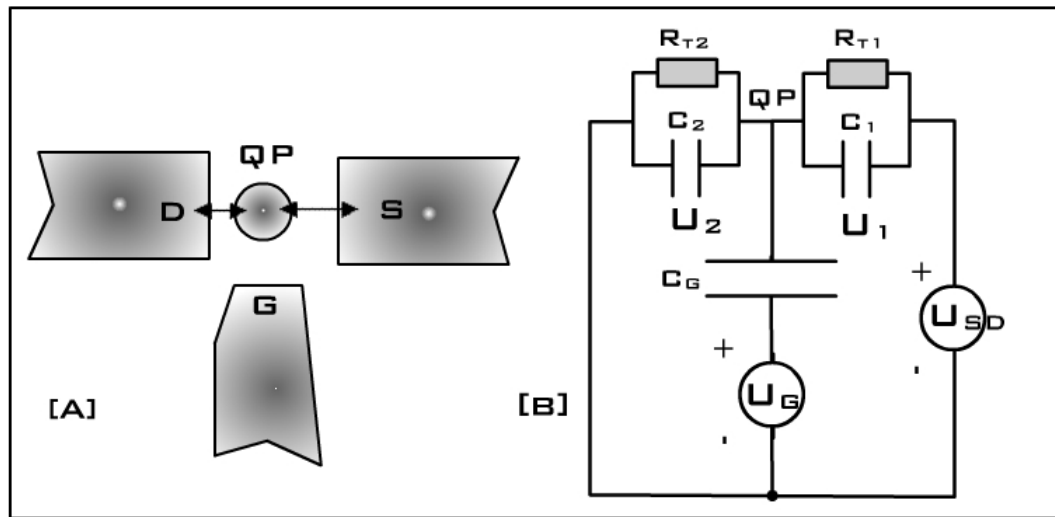 QP
D
S
G
[A]
RT2
RT1
QP
C2
C1
U2
U1
CG
+
+
USD
-
UG
[B]
-